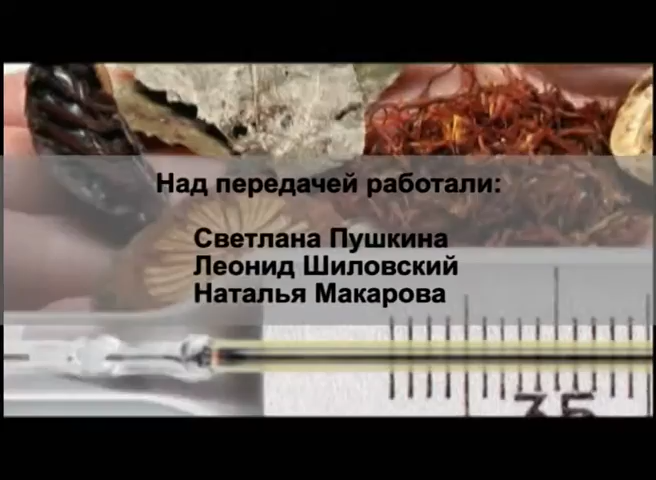 Над передачей работали:
Светлана Пушкина
Леонид Шиловский
Наталья Макарова
35